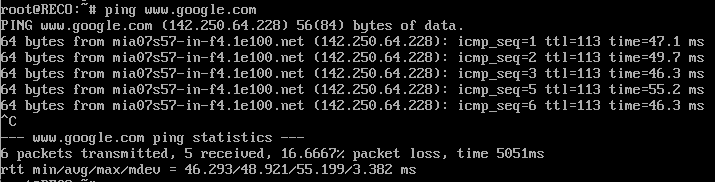 root@RECO:~# ping www.google.com
PING www.google.com (142.250.64.228) 56(84) bytes of data.
64 bytes from mia07s57-in-f4.1e100.net (142.250.64.228): icmp_seq=1 ttl=113 time=47.1 ms
64 bytes from mia07s57-in-f4.1e100.net (142.250.64.228): icmp_seq=2 ttl=113 time=49.7 ms
64 bytes from mia07s57-in-f4.1e100.net (142.250.64.228): icmp_seq=3 ttl=113 time=46.3 ms
64 bytes from mia07s57-in-f4.1e100.net (142.250.64.228): icmp_seq=5 ttl=113 time=55.2 ms
64 bytes from mia07s57-in-f4.1e100.net (142.250.64.228): icmp_seq=6 ttl=113 time=46.3 ms
^C
--- www.google.com ping statistics ---
6 packets transmitted, 5 received, 16.6667% packet loss, time 5051ms
rtt min/avg/max/mdev = 46.293/48.921/55.199/3.382 ms